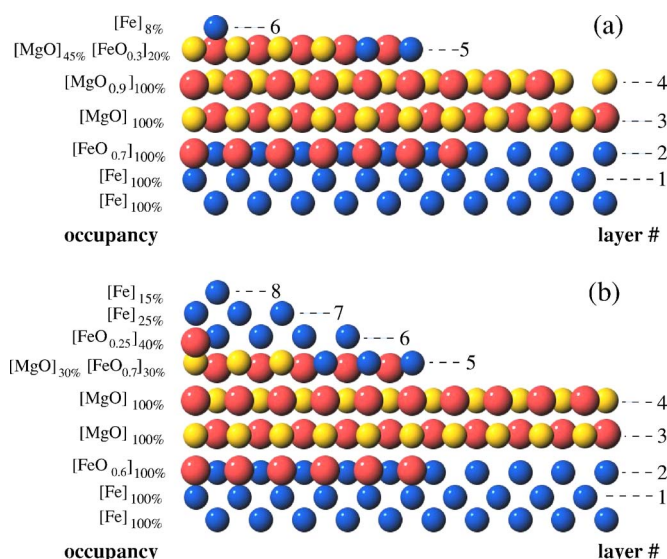 (a)
[Fe]8% 6
[MgO]45% [FeO0.3]20% 5
[MgO0.9]100% 4
[MgO] 100% 3
[FeO0.7]100% 2
[Fe]100% 1
[Fe]100%
occupancy layer #
(b)
[Fe]15% 8
[Fe]25% 7
[FeO0.25]40% 6
[MgO]30% [FeO0.7]30% 5
[MgO] 100% 4
[MgO] 100% 3
[FeO0.6]100% 2
[Fe]100% 1
[Fe]100%
occupancy layer #